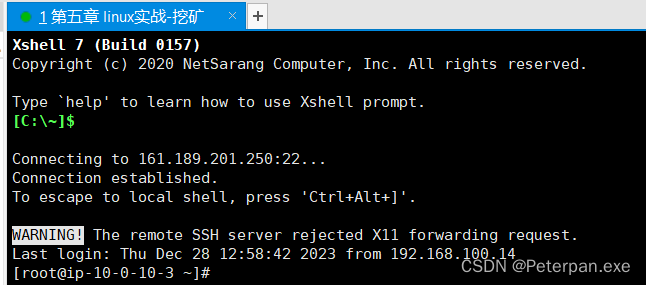 1 第五章 linux实战-挖矿
Xshell 7 (Build 0157)
Copyright (c) 2020 NetSarang Computer, Inc. All rights reserved.
Type `help' to learn how to use Xshell prompt.
[C:\~]$
Connecting to 161.189.201.250:22...
Connection established.
To escape to local shell, press 'Ctrl+Alt+]'.
WARNING! The remote SSH server rejected X11 forwarding request.
Last login: Thu Dec 28 12:58:42 2023 from 192.168.100.14
[root@ip-10-0-10-3 ~]#
CSDN @Peterpan.exe